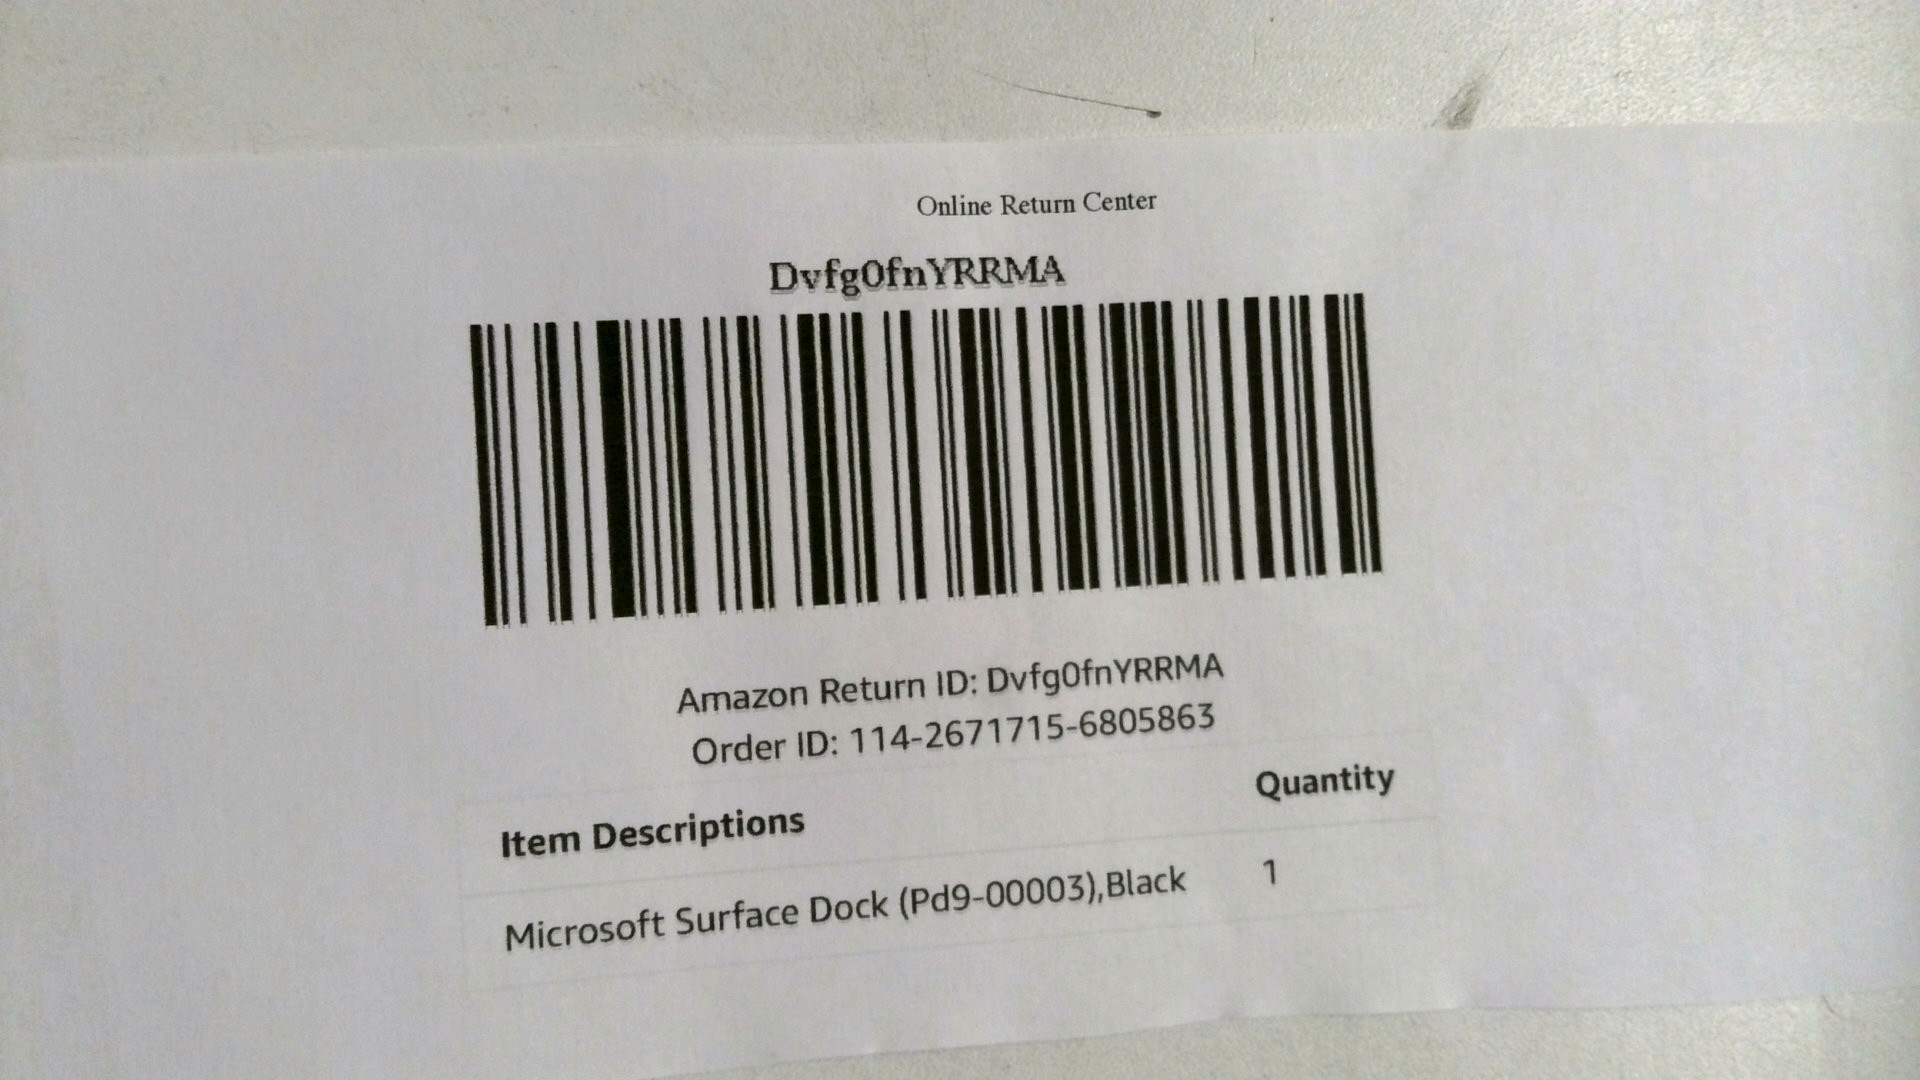 Online Return Center
Dvfg0fnYRRMA
Amazon Return ID: Dvfg0fnYRRMA
Order ID: 114-2671715-6805863
Item Descriptions Quantity
Microsoft Surface Dock (Pd9-00003),Black 1